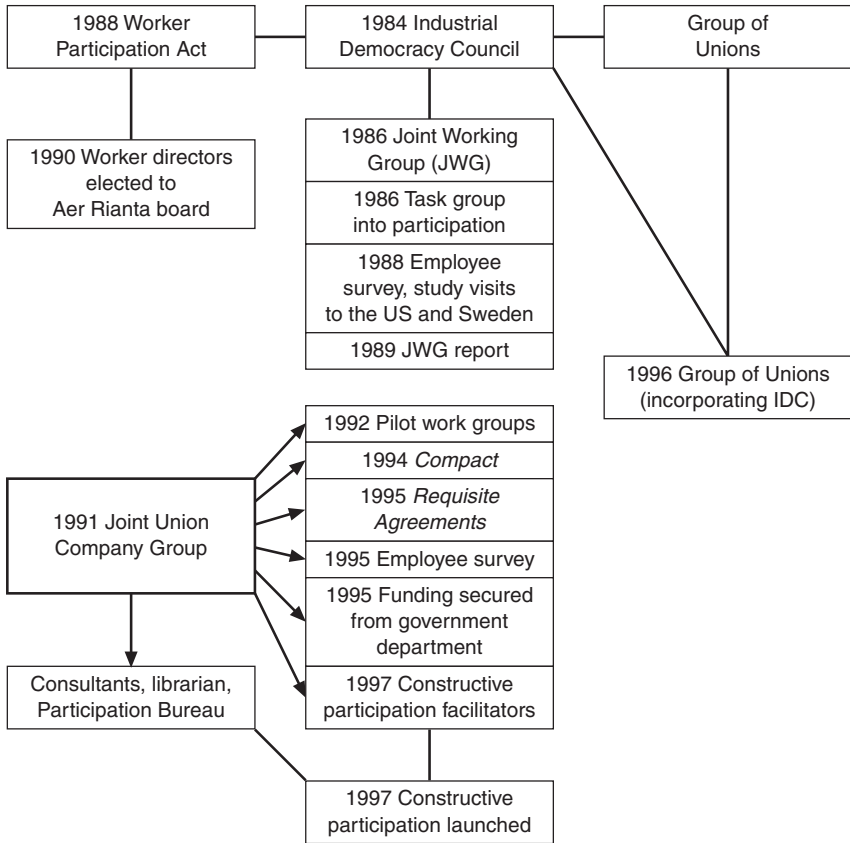 1988 Worker
Participation Act
1984 Industrial
Democracy Council
Group of
Unions
1990 Worker directors
elected to
Aer Rianta board
1986 Joint Working
Group (JWG)
1986 Task group
into participation
1988 Employee
survey, study visits
to the US and Sweden
1989 JWG report
1996 Group of Unions
(incorporating IDC)
1991 Joint Union
Company Group
1992 Pilot work groups
1994 Compact
1995 Requisite
Agreements
1995 Employee survey
1995 Funding secured
from government
department
1997 Constructive
participation facilitators
Consultants, librarian,
Participation Bureau
1997 Constructive
participation launched